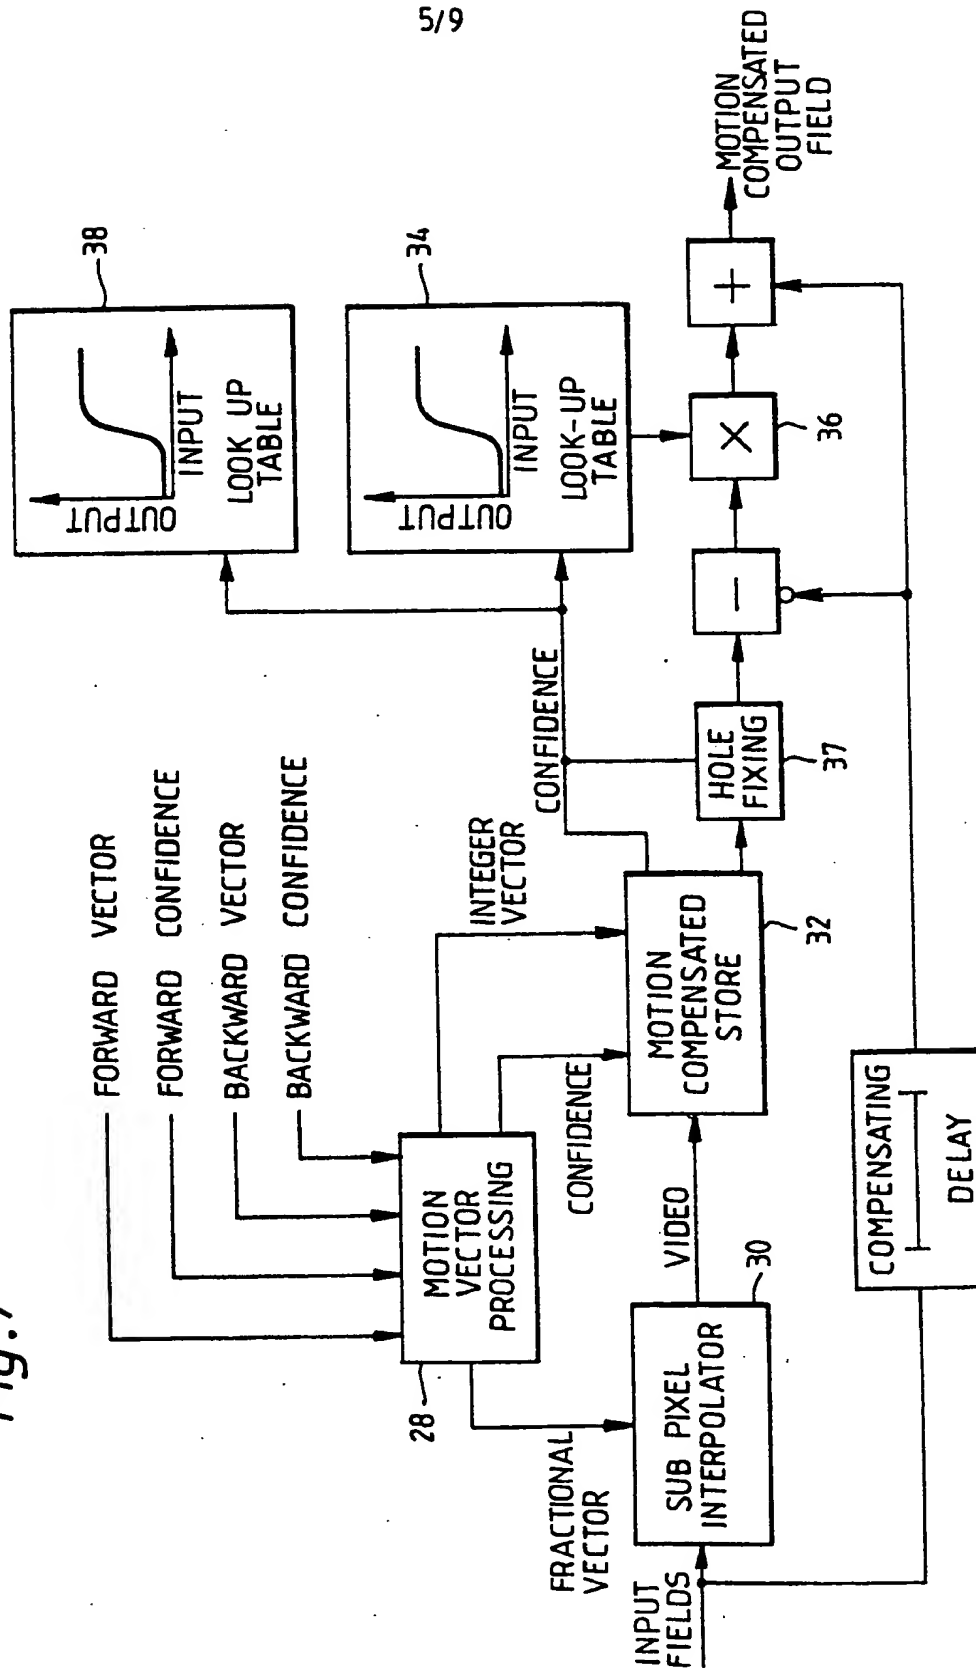 5/9
Fig.7
FORWARD VECTOR
FORWARD CONFIDENCE
BACKWARD VECTOR
BACKWARD CONFIDENCE
28
MOTION
VECTOR
PROCESSING
FRACTIONAL
VECTOR
INTEGER
VECTOR
CONFIDENCE
INPUT
FIELDS
SUB PIXEL
INTERPOLATOR
30
VIDEO
MOTION
COMPENSATED
STORE
32
CONFIDENCE
HOLE
FIXING
37
−
×
36
+
MOTION
COMPENSATED
OUTPUT
FIELD
OUTPUT
INPUT
LOOK UP
TABLE
38
OUTPUT
INPUT
LOOK-UP
TABLE
34
COMPENSATING
DELAY